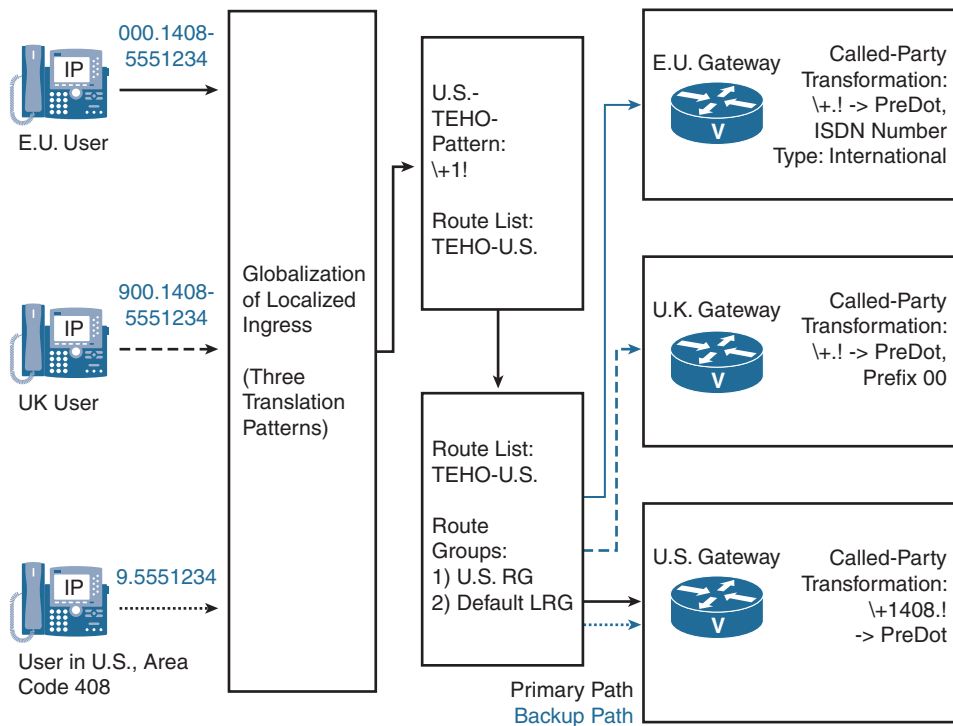 000.1408-
5551234
IP
E.U. User
900.1408-
5551234
IP
UK User
9.5551234
IP
User in U.S., Area
Code 408
Globalization
of Localized
Ingress
(Three
Translation
Patterns)
U.S.-
TEHO-
Pattern:
\+1!
Route List:
TEHO-U.S.
Route List:
TEHO-U.S.
Route
Groups:
1) U.S. RG
2) Default LRG
Primary Path
Backup Path
E.U. Gateway
V
Called-Party
Transformation:
\+.! -> PreDot,
ISDN Number
Type: International
U.K. Gateway
V
Called-Party
Transformation:
\+.! -> PreDot,
Prefix 00
U.S. Gateway
V
Called-Party
Transformation:
\+1408.!
-> PreDot